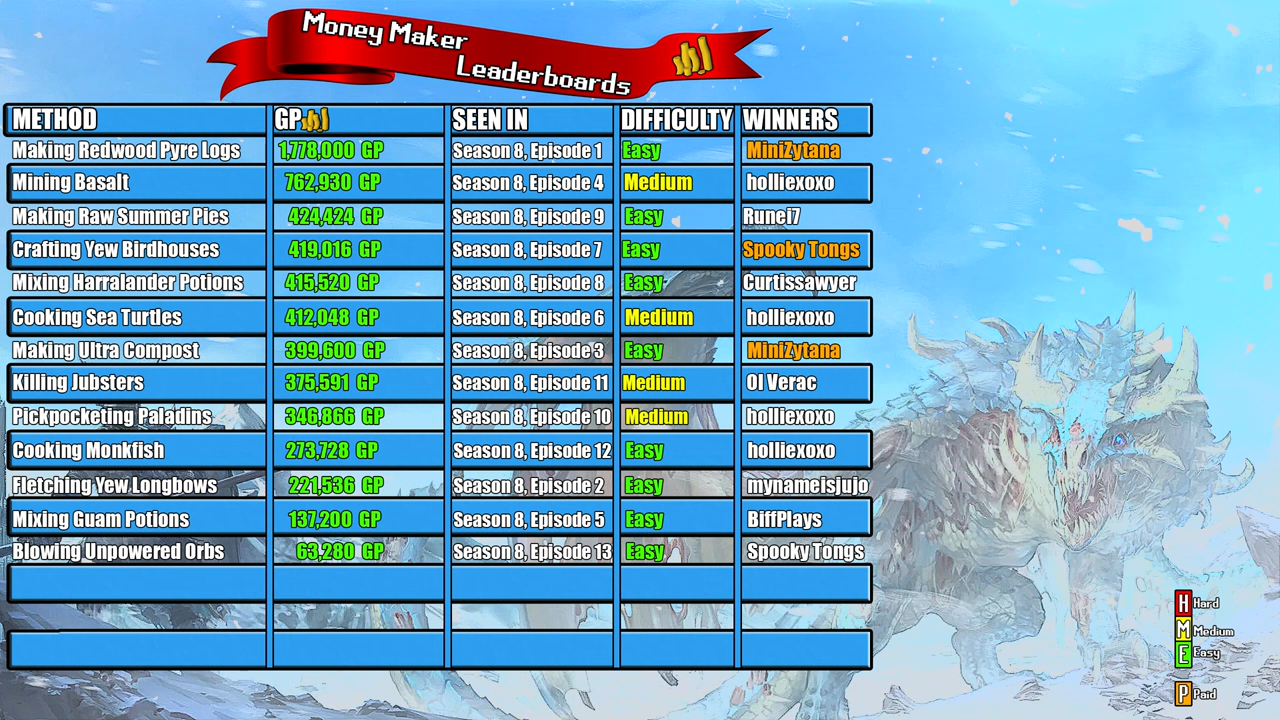 Money Maker
Leaderboards
METHOD GP SEEN IN DIFFICULTY WINNERS
Making Redwood Pyre Logs 1,778,000 GP Season 8, Episode 1 Easy MiniZytana
Mining Basalt 762,930 GP Season 8, Episode 4 Medium holliexoxo
Making Raw Summer Pies 424,424 GP Season 8, Episode 9 Easy Runei7
Crafting Yew Birdhouses 419,016 GP Season 8, Episode 7 Easy Spooky Tongs
Mixing Harralander Potions 415,520 GP Season 8, Episode 8 Easy Curtissawyer
Cooking Sea Turtles 412,048 GP Season 8, Episode 6 Medium holliexoxo
Making Ultra Compost 399,600 GP Season 8, Episode 3 Easy MiniZytana
Killing Jubsters 375,591 GP Season 8, Episode 11 Medium Ol Verac
Pickpocketing Paladins 346,866 GP Season 8, Episode 10 Medium holliexoxo
Cooking Monkfish 273,728 GP Season 8, Episode 12 Easy holliexoxo
Fletching Yew Longbows 221,536 GP Season 8, Episode 2 Easy mynameisjujo
Mixing Guam Potions 137,200 GP Season 8, Episode 5 Easy BiffPlays
Blowing Unpowered Orbs 63,280 GP Season 8, Episode 13 Easy Spooky Tongs
H Hard
M Medium
E Easy
P Paid